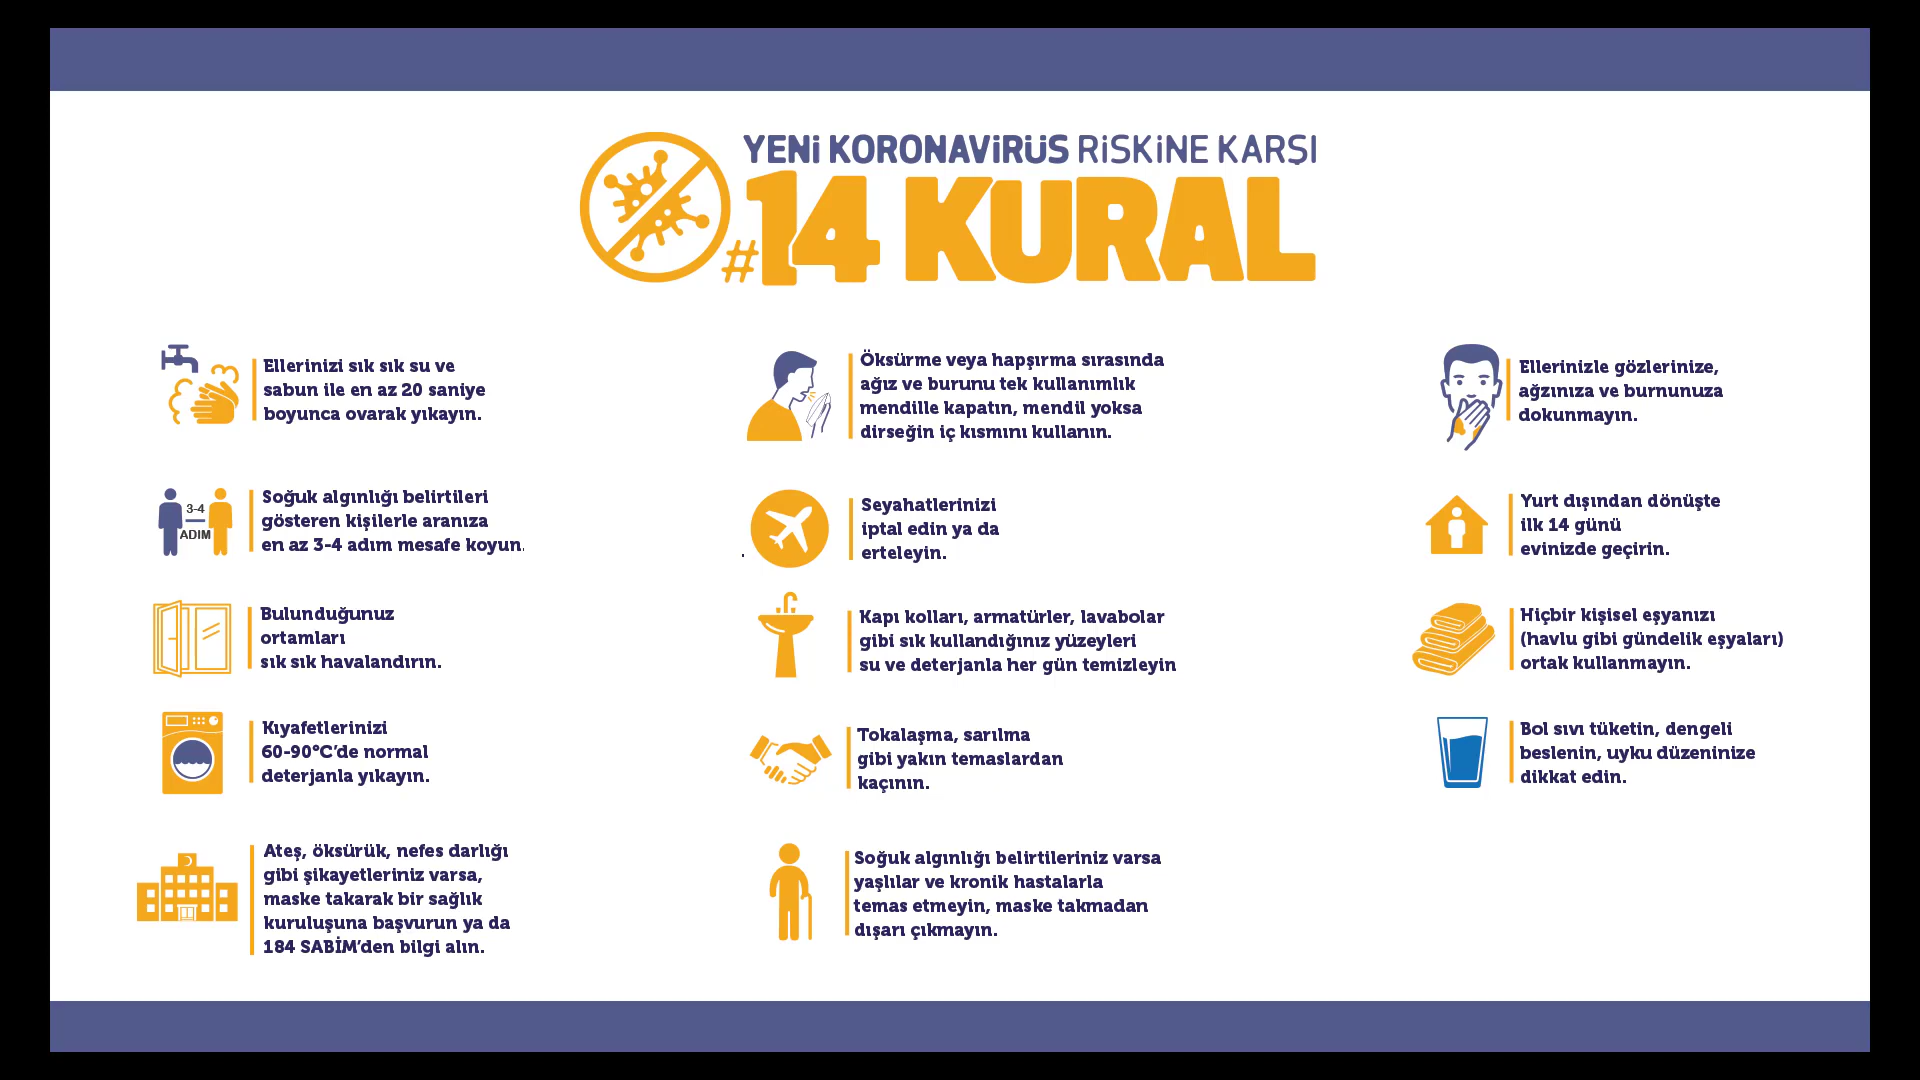 YENİ KORONAVİRÜS RİSKİNE KARŞI
#14 KURAL
Ellerinizi sık sık su ve
sabun ile en az 20 saniye
boyunca ovarak yıkayın.
Öksürme veya hapşırma sırasında
ağız ve burunu tek kullanımlık
mendille kapatın, mendil yoksa
dirseğin iç kısmını kullanın.
Ellerinizle gözlerinize,
ağzınıza ve burnunuza
dokunmayın.
3-4
ADIM
Soğuk algınlığı belirtileri
gösteren kişilerle aranıza
en az 3-4 adım mesafe koyun.
Seyahatlerinizi
iptal edin ya da
erteleyin.
Yurt dışından dönüşte
ilk 14 günü
evinizde geçirin.
Bulunduğunuz
ortamları
sık sık havalandırın.
Kapı kolları, armatürler, lavabolar
gibi sık kullandığınız yüzeyleri
su ve deterjanla her gün temizleyin
Hiçbir kişisel eşyanızı
(havlu gibi gündelik eşyaları)
ortak kullanmayın.
Kıyafetlerinizi
60-90°C'de normal
deterjanla yıkayın.
Tokalaşma, sarılma
gibi yakın temaslardan
kaçının.
Bol sıvı tüketin, dengeli
beslenin, uyku düzeninize
dikkat edin.
Ateş, öksürük, nefes darlığı
gibi şikayetleriniz varsa,
maske takarak bir sağlık
kuruluşuna başvurun ya da
184 SABİM'den bilgi alın.
Soğuk algınlığı belirtileriniz varsa
yaşlılar ve kronik hastalarla
temas etmeyin, maske takmadan
dışarı çıkmayın.